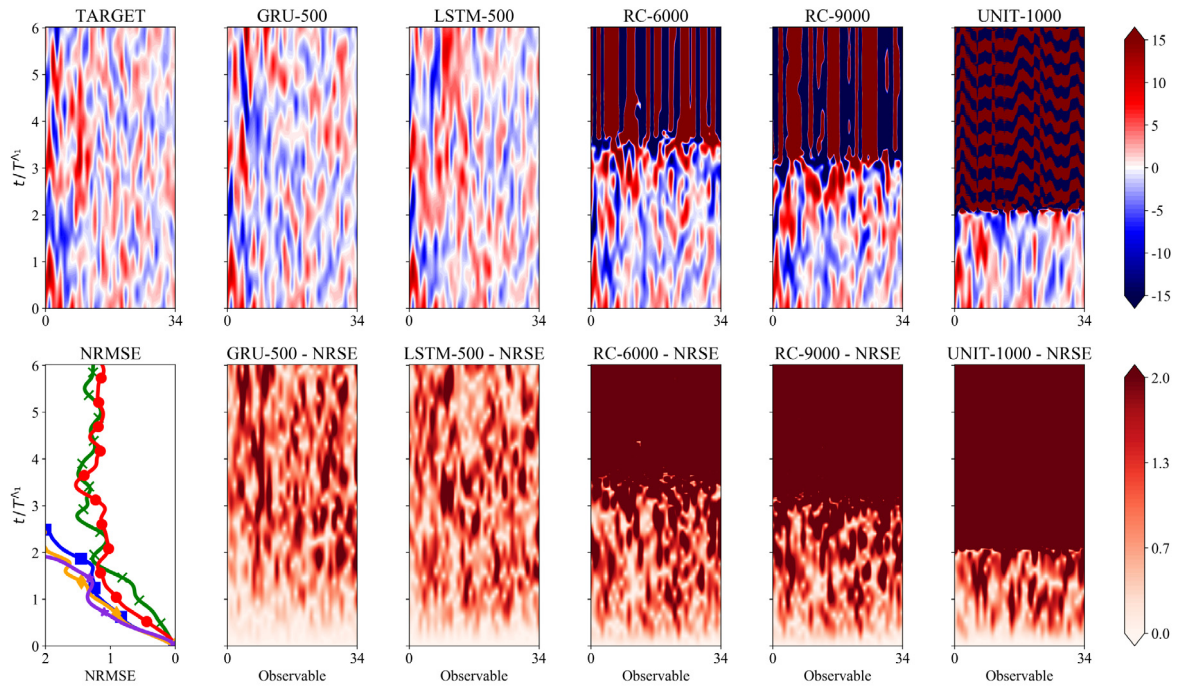 TARGET GRU-500 LSTM-500 RC-6000 RC-9000 UNIT-1000
6 15
5 10
4 5
3 0
2 -5
1 -10
0 -15
t/T^Λ1
0 34 0 34 0 34 0 34 0 34 0 34
NRMSE GRU-500 - NRSE LSTM-500 - NRSE RC-6000 - NRSE RC-9000 - NRSE UNIT-1000 - NRSE
6 2.0
5
4 1.3
3
2 0.7
1
0 0.0
t/T^Λ1
2 1 0 0 34 0 34 0 34 0 34 0 34
NRMSE Observable Observable Observable Observable Observable